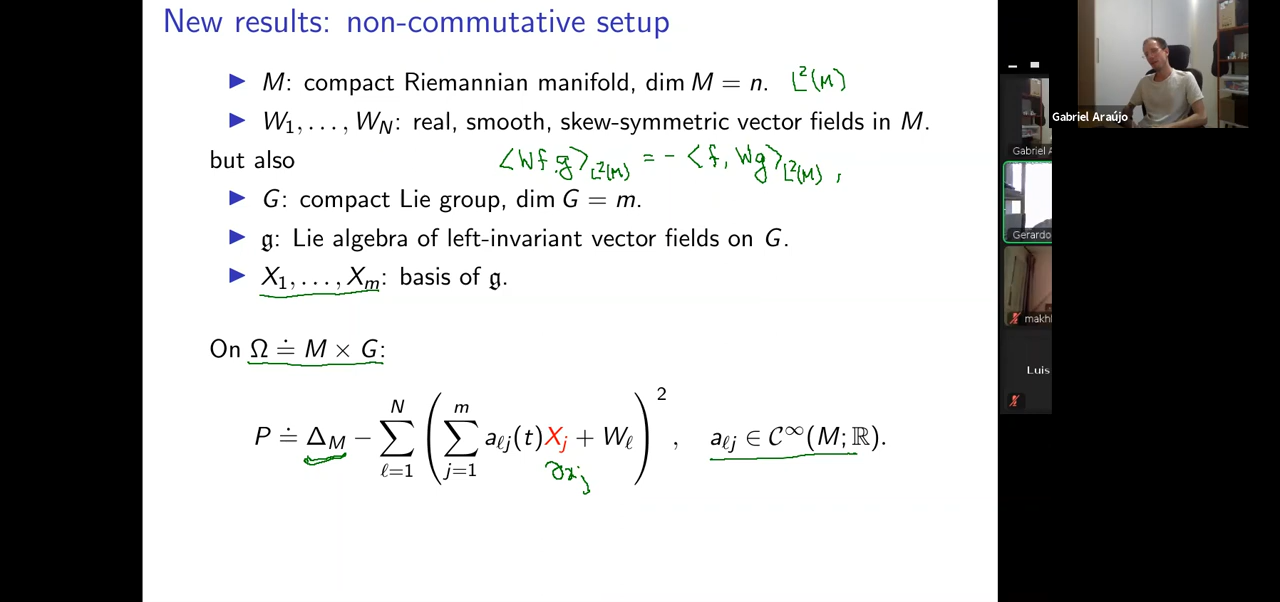 New results: non-commutative setup
M: compact Riemannian manifold, dim M = n. L²(M)
W₁, . . . , W_N: real, smooth, skew-symmetric vector fields in M.
but also ⟨Wf, g⟩_{L²(M)} = - ⟨f, Wg⟩_{L²(M)},
G: compact Lie group, dim G = m.
𝔤: Lie algebra of left-invariant vector fields on G.
X₁, . . . , X_m: basis of 𝔤.
On Ω ≐ M × G:
P ≐ Δ_M − ∑_{ℓ=1}^{N} ( ∑_{j=1}^{m} a_{ℓj}(t)X_j + W_ℓ )², a_{ℓj} ∈ C^∞(M; ℝ).
∂x_j
Gabriel Araújo
Gabriel A
Gerardo
makhl
Luis